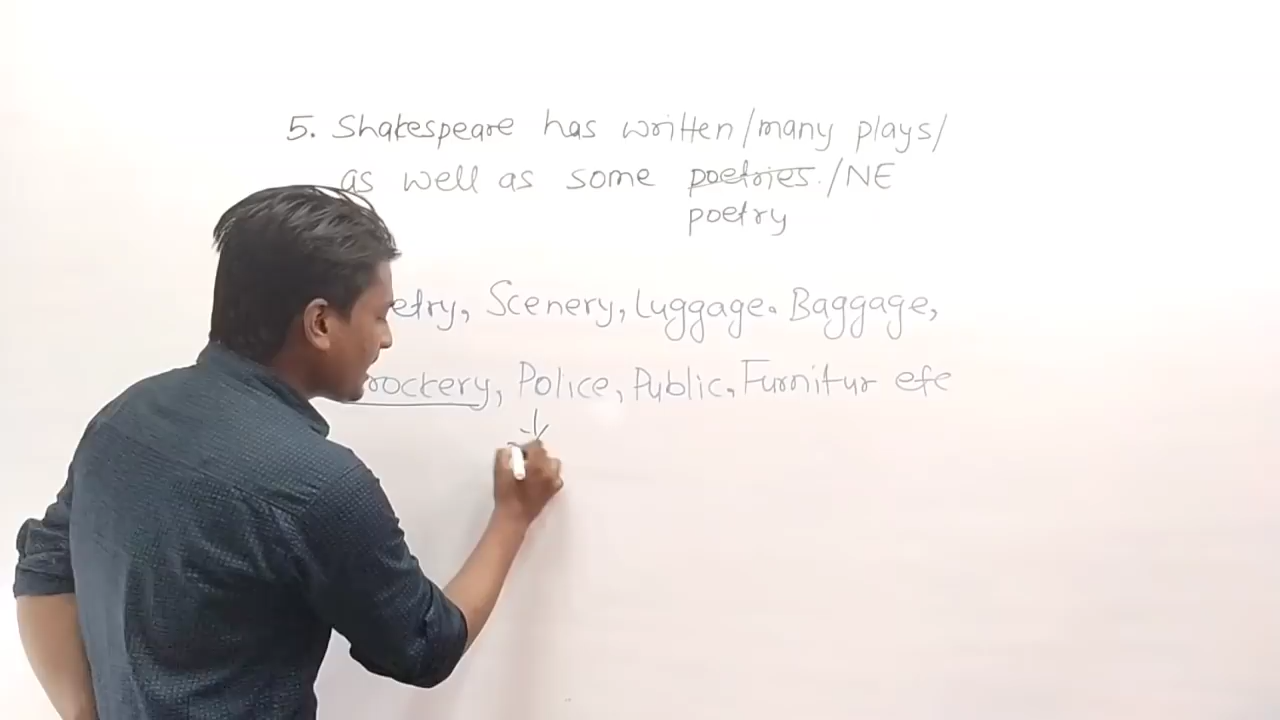 5. Shakespeare has written/many plays/
as well as some poetries./NE
poetry
etry, Scenery, Luggage. Baggage,
rockery, Police, Public, Furnitur etc